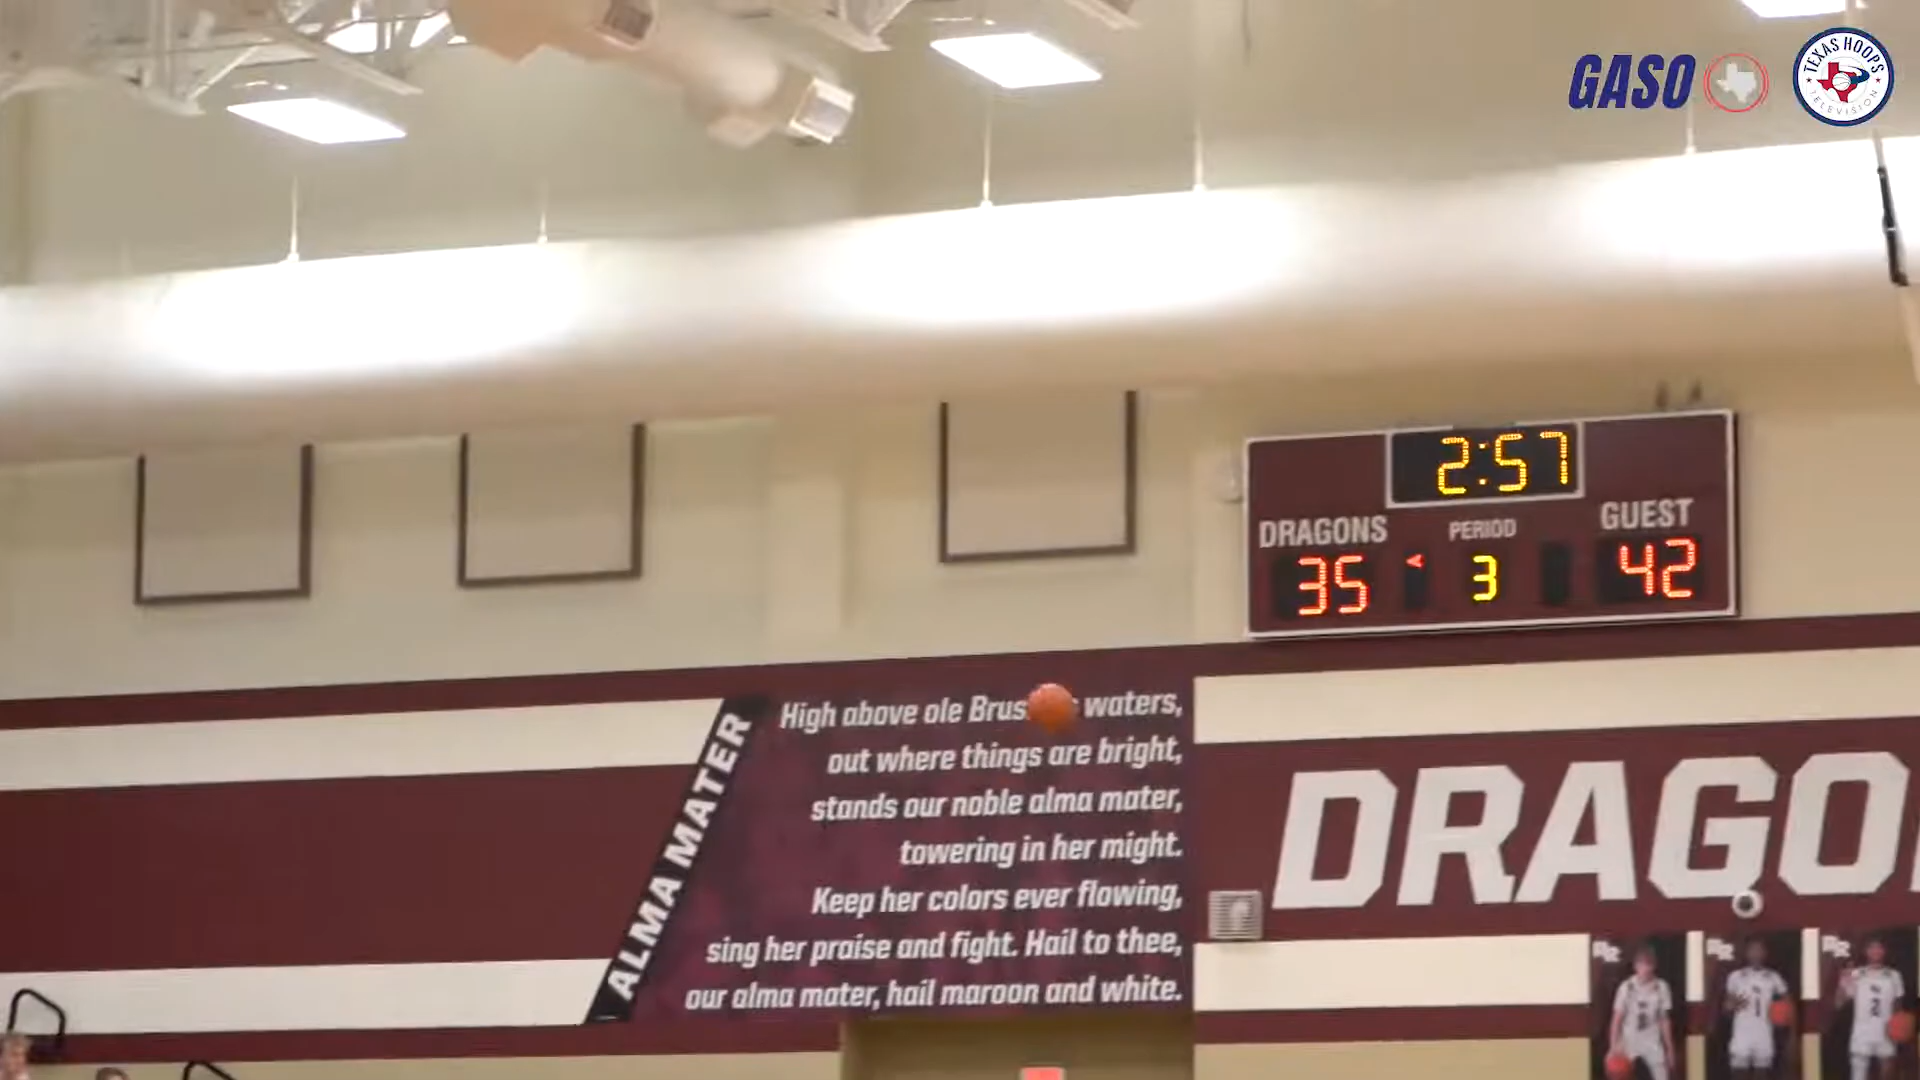 GASO
TEXAS HOOPS
TELEVISION
2:57
DRAGONS
PERIOD
GUEST
35
3
42
ALMA MATER
High above ole waters,
out where things are bright,
stands our noble alma mater,
towering in her might.
Keep her colors ever flowing,
sing her praise and fight. Hail to thee,
our alma mater, hail maroon and white.
DRAGO